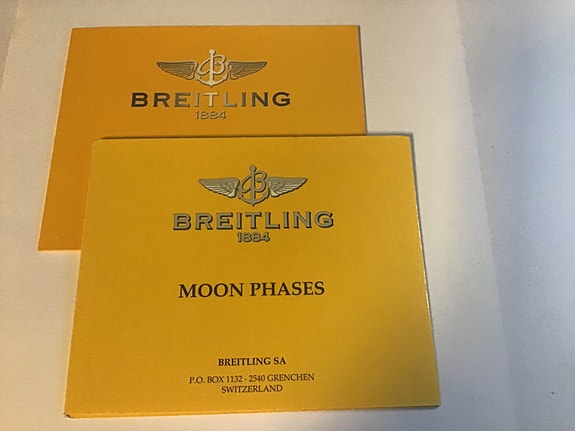 BREITLING
1884
BREITLING
1884
MOON PHASES
BREITLING SA
P.O. BOX 1132 - 2540 GRENCHEN
SWITZERLAND